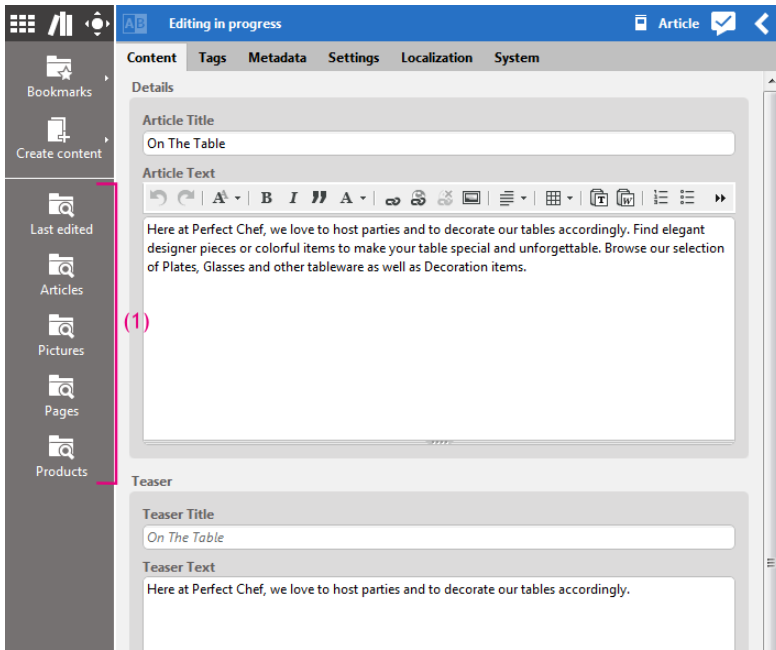 Editing in progress
Article
Bookmarks
Create content
Last edited
Articles
(1)
Pictures
Pages
Products
Content Tags Metadata Settings Localization System
Details
Article Title
On The Table
Article Text
Here at Perfect Chef, we love to host parties and to decorate our tables accordingly. Find elegant
designer pieces or colorful items to make your table special and unforgettable. Browse our selection
of Plates, Glasses and other tableware as well as Decoration items.
Teaser
Teaser Title
On The Table
Teaser Text
Here at Perfect Chef, we love to host parties and to decorate our tables accordingly.